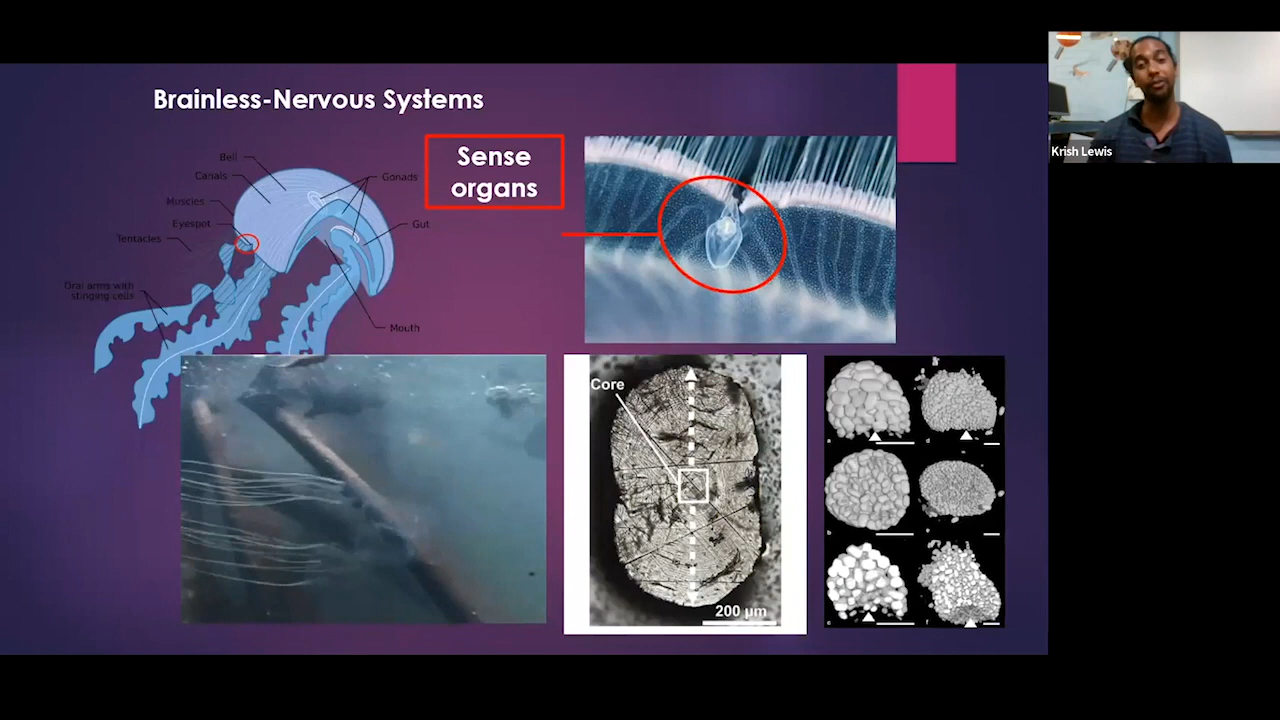 Brainless-Nervous Systems
Sense
organs
Bell
Canals
Gonads
Muscles
Eyespot
Gut
Tentacles
Oral arms with
stinging cells
Mouth
Core
200 µm
a
d
b
e
c
f
Krish Lewis